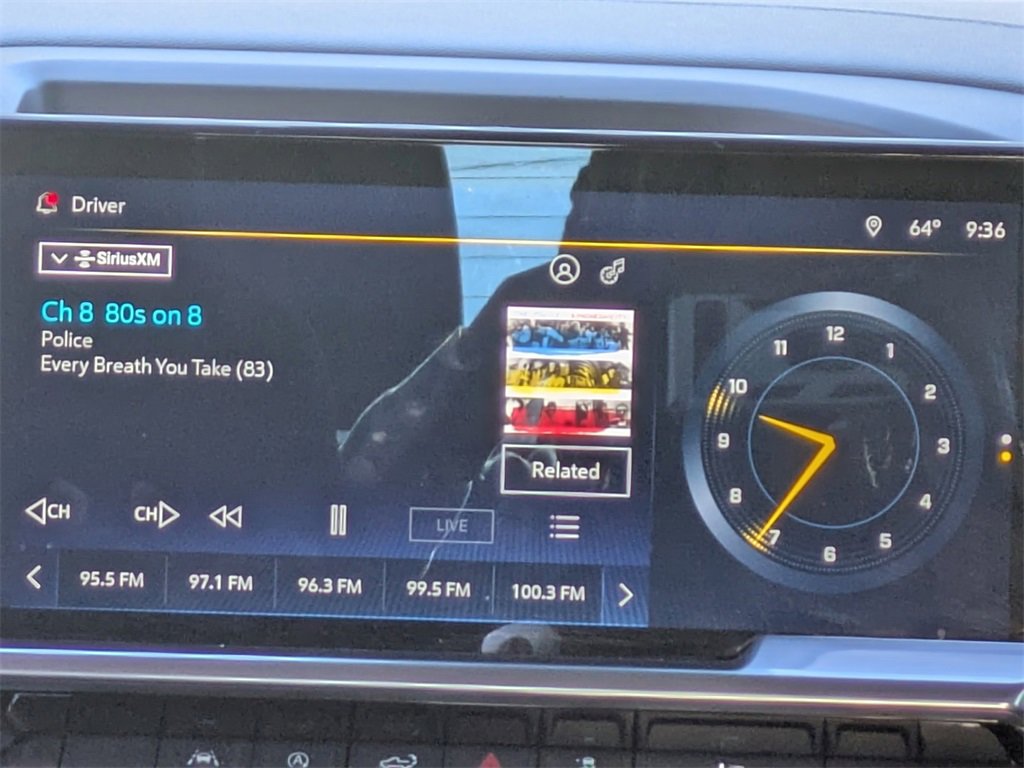 Driver
64° 9:36
SiriusXM
Ch 8 80s on 8
Police
Every Breath You Take (83)
Related
CH CH LIVE
95.5 FM 97.1 FM 96.3 FM 99.5 FM 100.3 FM
12
1
2
3
4
5
6
7
8
9
10
11
A